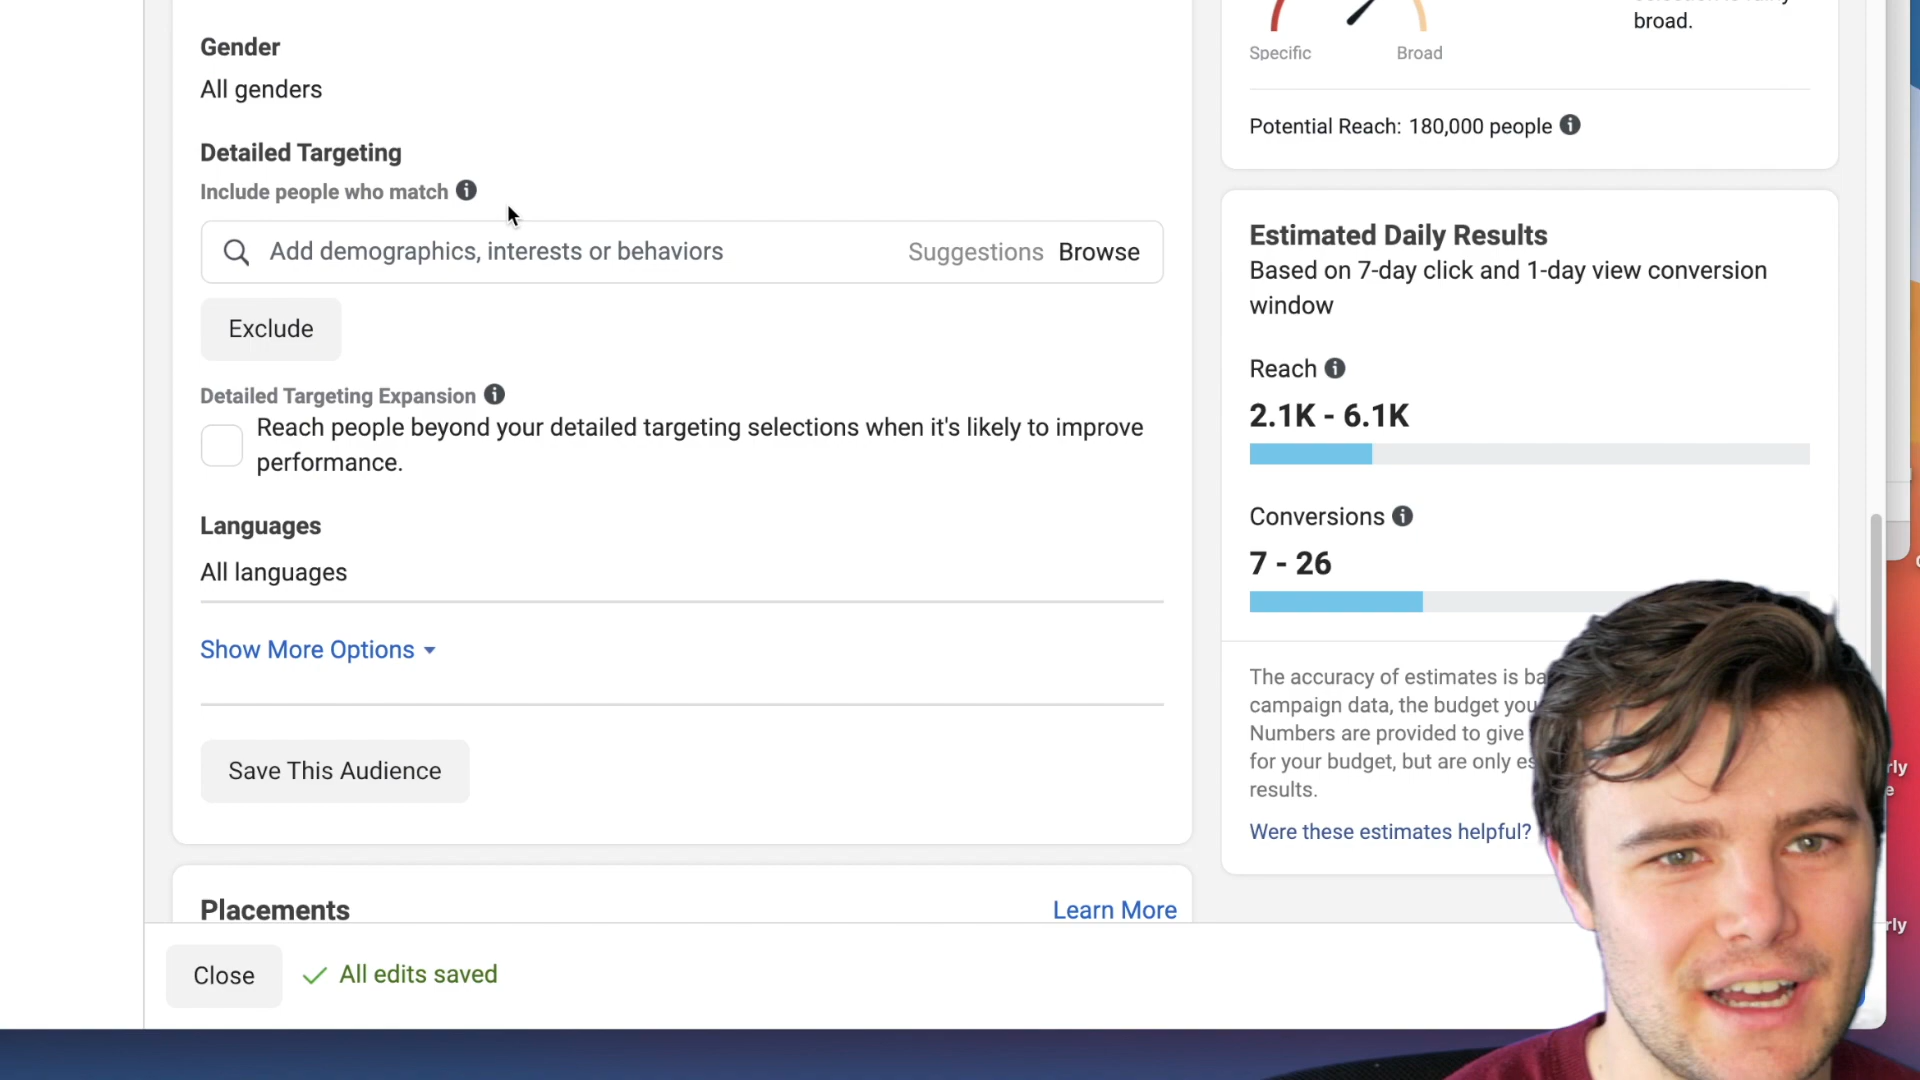 Gender
All genders
Detailed Targeting
Include people who match
Add demographics, interests or behaviors
Suggestions
Browse
Exclude
Detailed Targeting Expansion
Reach people beyond your detailed targeting selections when it's likely to improve
performance.
Languages
All languages
Show More Options
Save This Audience
Placements
Learn More
Close
All edits saved
broad.
Specific
Broad
Potential Reach: 180,000 people
Estimated Daily Results
Based on 7-day click and 1-day view conversion
window
Reach
2.1K - 6.1K
Conversions
7 - 26
The accuracy of estimates is ba
campaign data, the budget you
Numbers are provided to give
for your budget, but are only es
results.
Were these estimates helpful?
rly
e
rly